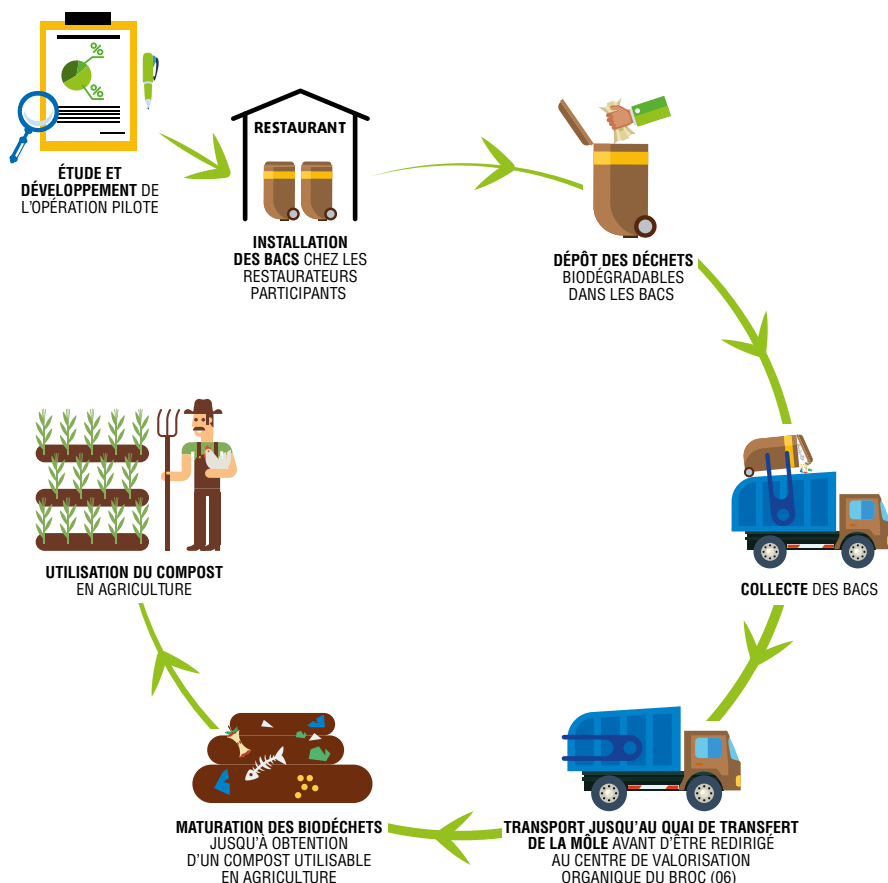 %
%
ÉTUDE ET
DÉVELOPPEMENT DE
L'OPÉRATION PILOTE
RESTAURANT
INSTALLATION
DES BACS CHEZ LES
RESTAURATEURS
PARTICIPANTS
DÉPÔT DES DÉCHETS
BIODÉGRADABLES
DANS LES BACS
COLLECTE DES BACS
TRANSPORT JUSQU'AU QUAI DE TRANSFERT
DE LA MÔLE AVANT D'ÊTRE REDIRIGÉ
AU CENTRE DE VALORISATION
ORGANIQUE DU BROC (06)
MATURATION DES BIODÉCHETS
JUSQU'À OBTENTION
D'UN COMPOST UTILISABLE
EN AGRICULTURE
UTILISATION DU COMPOST
EN AGRICULTURE